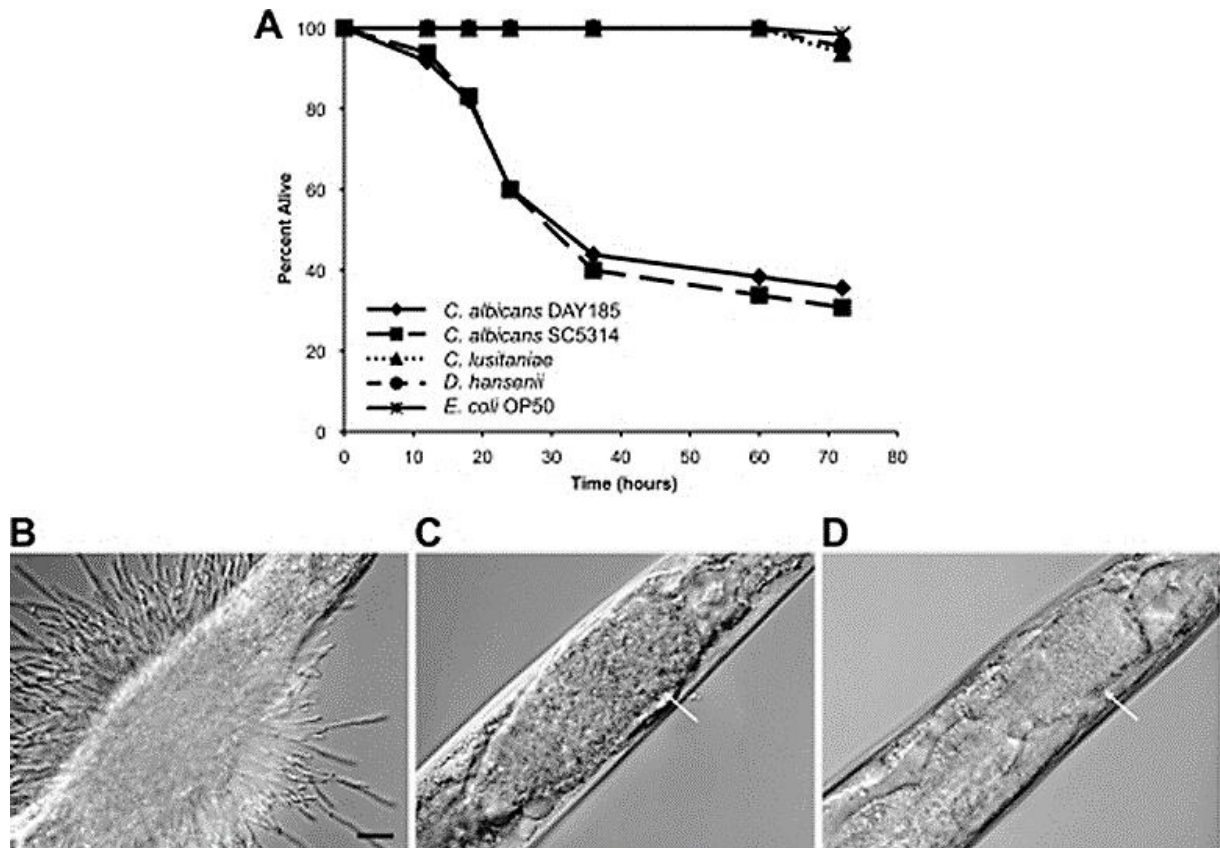 A
100
80
60
40
20
0
Percent Alive
C. albicans DAY185
C. albicans SC5314
C. lusitaniae
D. hansenii
E. coli OP50
0 10 20 30 40 50 60 70 80
Time (hours)
B C D